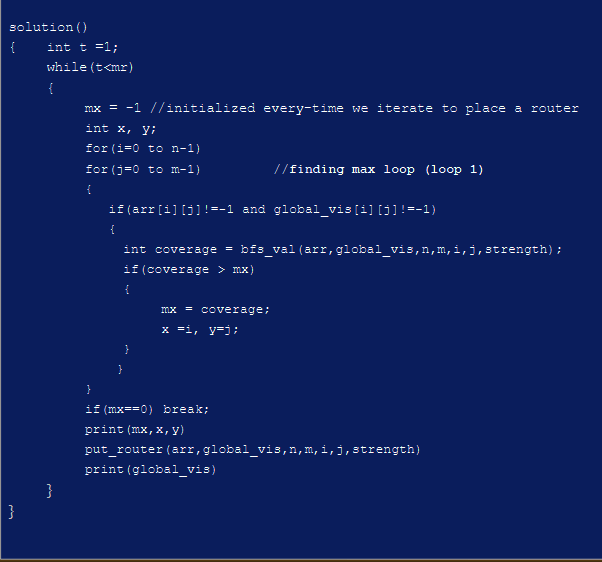 solution()
{    int t =1;
     while(t<mr)
     {
          mx = -1 //initialized every-time we iterate to place a router
          int x, y;
          for(i=0 to n-1)
          for(j=0 to m-1)          //finding max loop (loop 1)
          {
             if(arr[i][j]!=-1 and global_vis[i][j]!=-1)
             {
               int coverage = bfs_val(arr,global_vis,n,m,i,j,strength);
               if(coverage > mx)
               {
                    mx = coverage;
                    x =i, y=j;
               }
              }
          }
          if(mx==0) break;
          print(mx,x,y)
          put_router(arr,global_vis,n,m,i,j,strength)
          print(global_vis)
     }
}